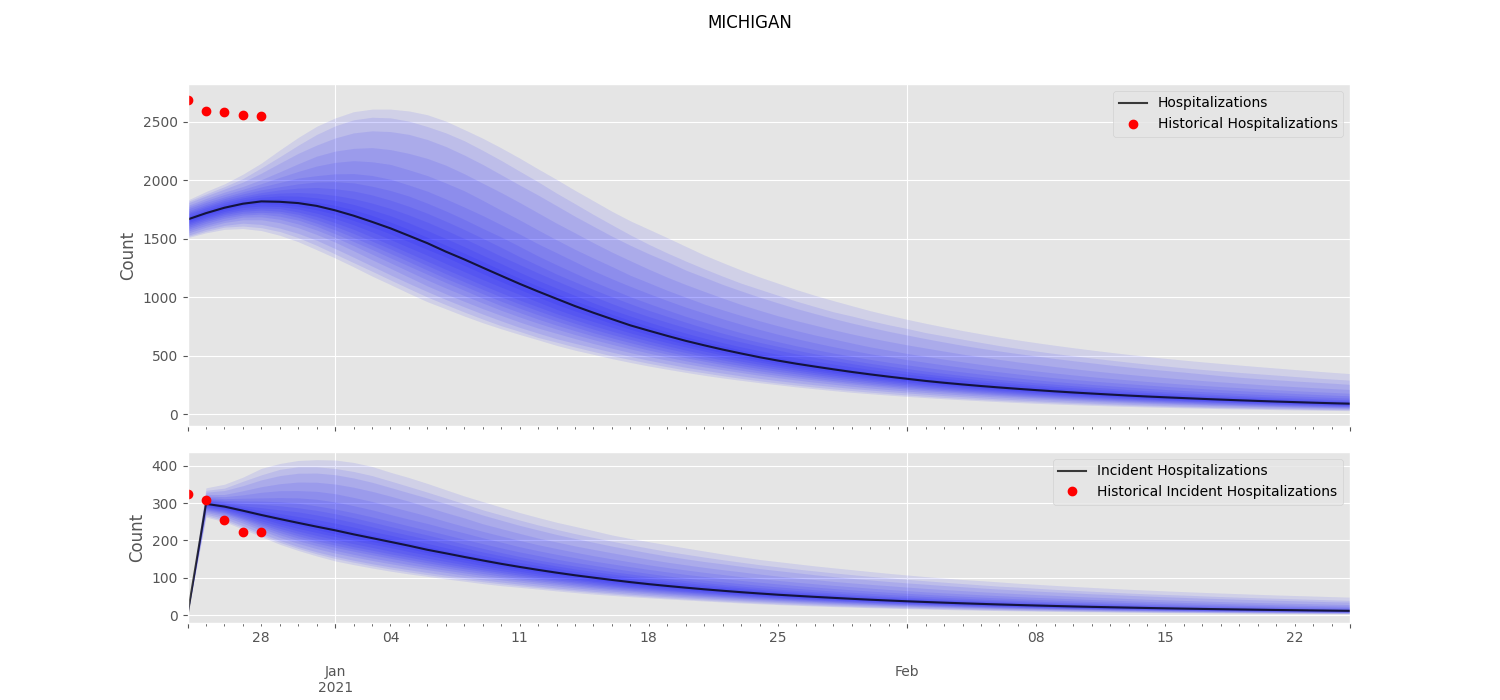 MICHIGAN
Hospitalizations
Historical Hospitalizations
2500
2000
1500
1000
500
0
Count
Incident Hospitalizations
Historical Incident Hospitalizations
400
300
200
100
0
Count
28 04 11 18 25 08 15 22
Jan Feb
2021